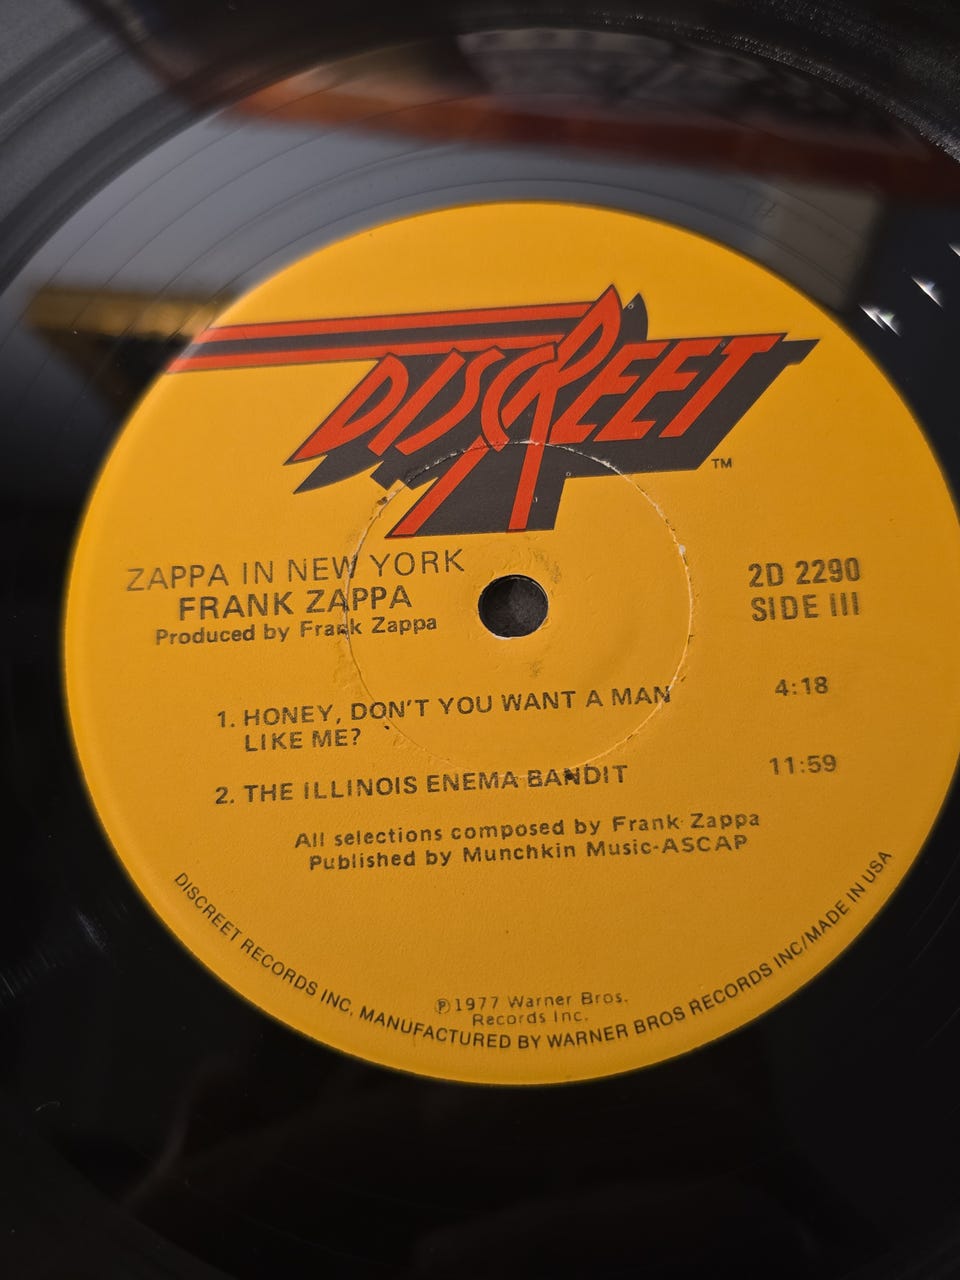 DISCREET
TM
ZAPPA IN NEW YORK
FRANK ZAPPA
Produced by Frank Zappa
2D 2290
SIDE III
1. HONEY, DON'T YOU WANT A MAN LIKE ME? 4:18
2. THE ILLINOIS ENEMA BANDIT 11:59
All selections composed by Frank Zappa
Published by Munchkin Music-ASCAP
℗1977 Warner Bros.
Records Inc.
DISCREET RECORDS INC. MANUFACTURED BY WARNER BROS RECORDS INC/MADE IN USA